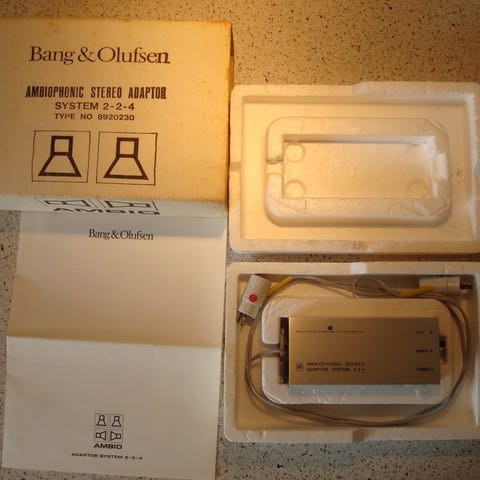 Bang & Olufsen
AMBIOPHONIC STEREO ADAPTOR
SYSTEM 2-2-4
TYPE NO 8920230
AMBIO
Bang & Olufsen
AMBIO
ADAPTOR SYSTEM 2-2-4
AMBIOPHONIC-STEREO
ADAPTOR SYSTEM 2-2-4